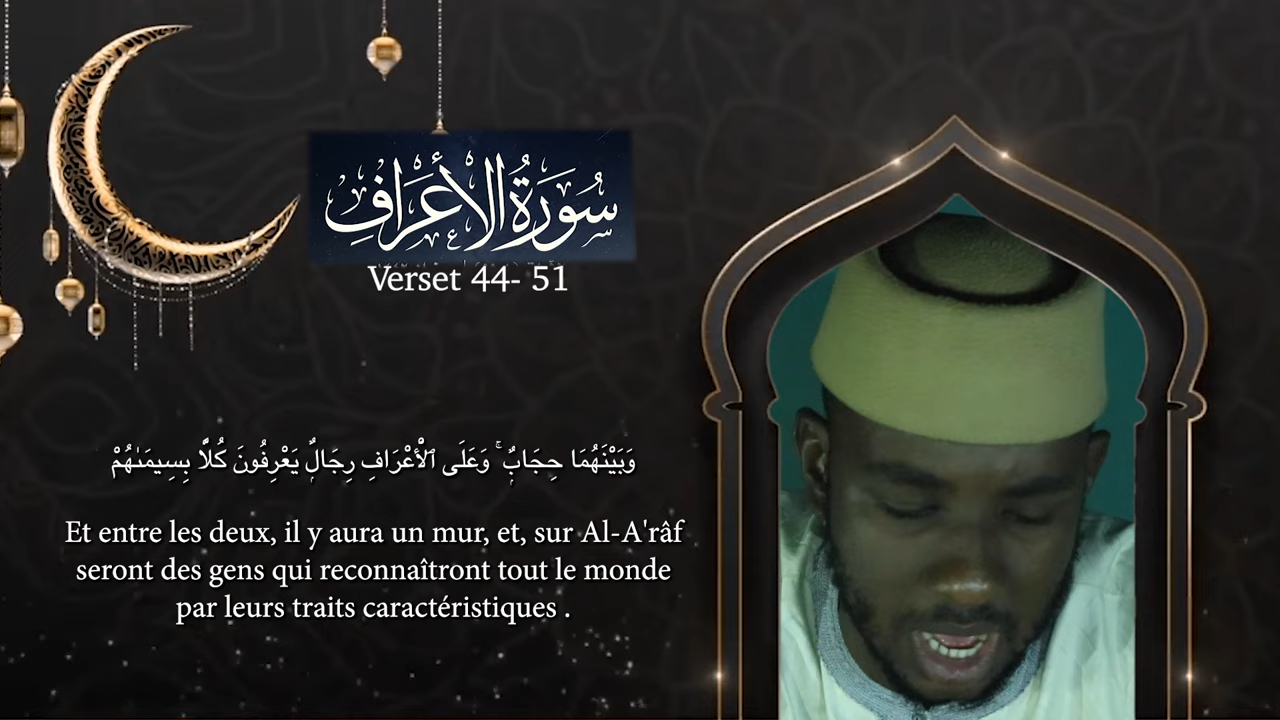 سُورَةُ الأَعْرَافِ
Verset 44- 51
وَبَيْنَهُمَا حِجَابٌۭ ۚ وَعَلَى ٱلْأَعْرَافِ رِجَالٌۭ يَعْرِفُونَ كُلًّۢا بِسِيمَىٰهُمْ
Et entre les deux, il y aura un mur, et, sur Al-A'râf
seront des gens qui reconnaîtront tout le monde
par leurs traits caractéristiques .